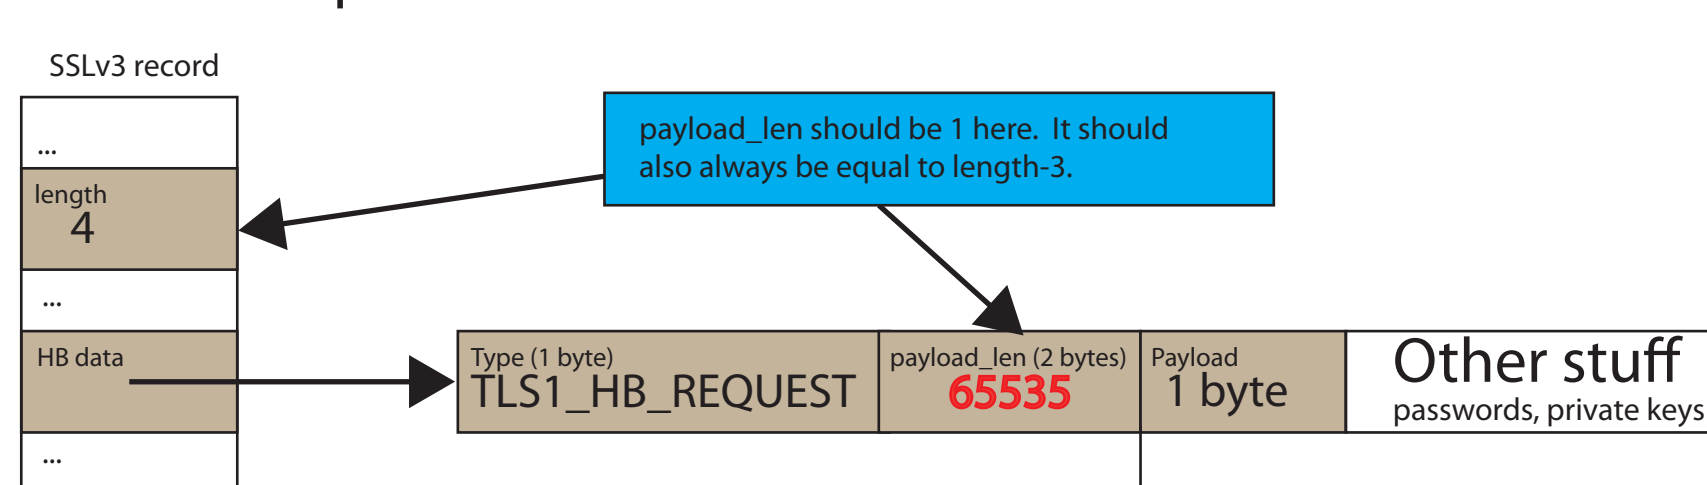 SSLv3 record
...
payload_len should be 1 here.  It should
also always be equal to length-3.
length
4
...
HB data
Type (1 byte)
TLS1_HB_REQUEST
payload_len (2 bytes)
65535
Payload
1 byte
Other stuff
passwords, private keys
...